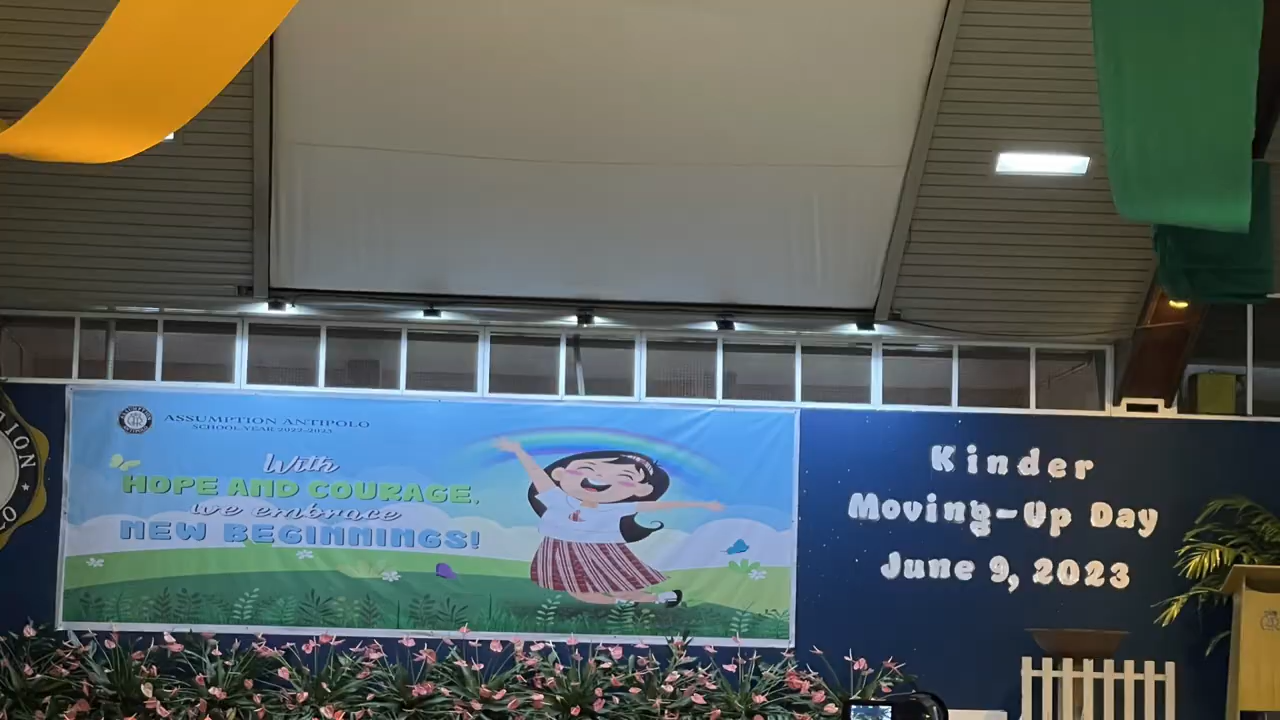 ASSUMPTION ANTIPOLO
SCHOOL YEAR 2022-2023
With
HOPE AND COURAGE,
we embrace
NEW BEGINNINGS!
Kinder
Moving-Up Day
June 9, 2023